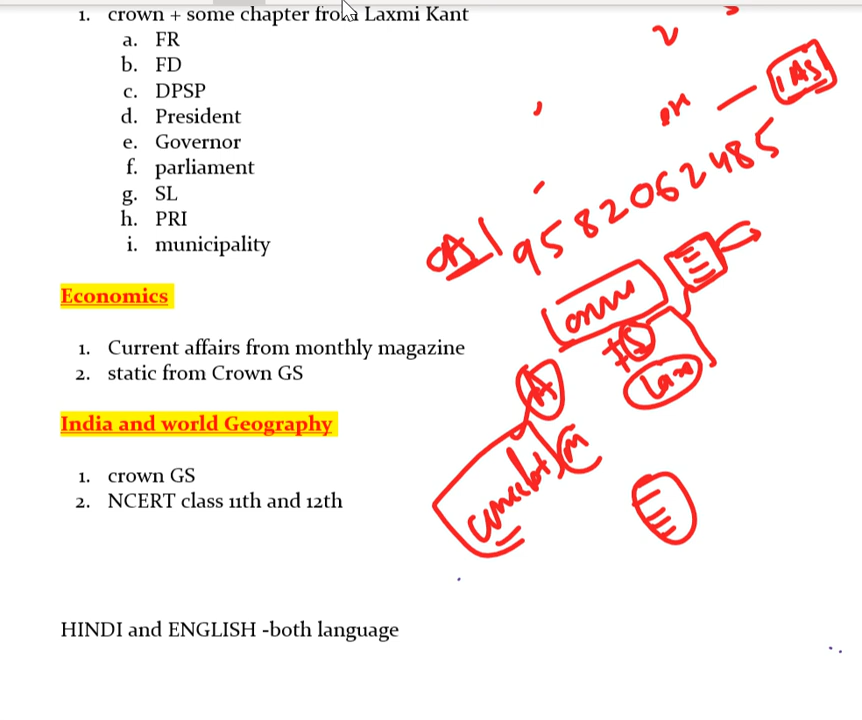 1. crown + some chapter from Laxmi Kant
a. FR
b. FD
c. DPSP
d. President
e. Governor
f. parliament
g. SL
h. PRI
i. municipality
2
IAS
9582062485
Economics
1. Current affairs from monthly magazine
2. static from Crown GS
Lax
India and world Geography
1. crown GS
2. NCERT class 11th and 12th
HINDI and ENGLISH -both language